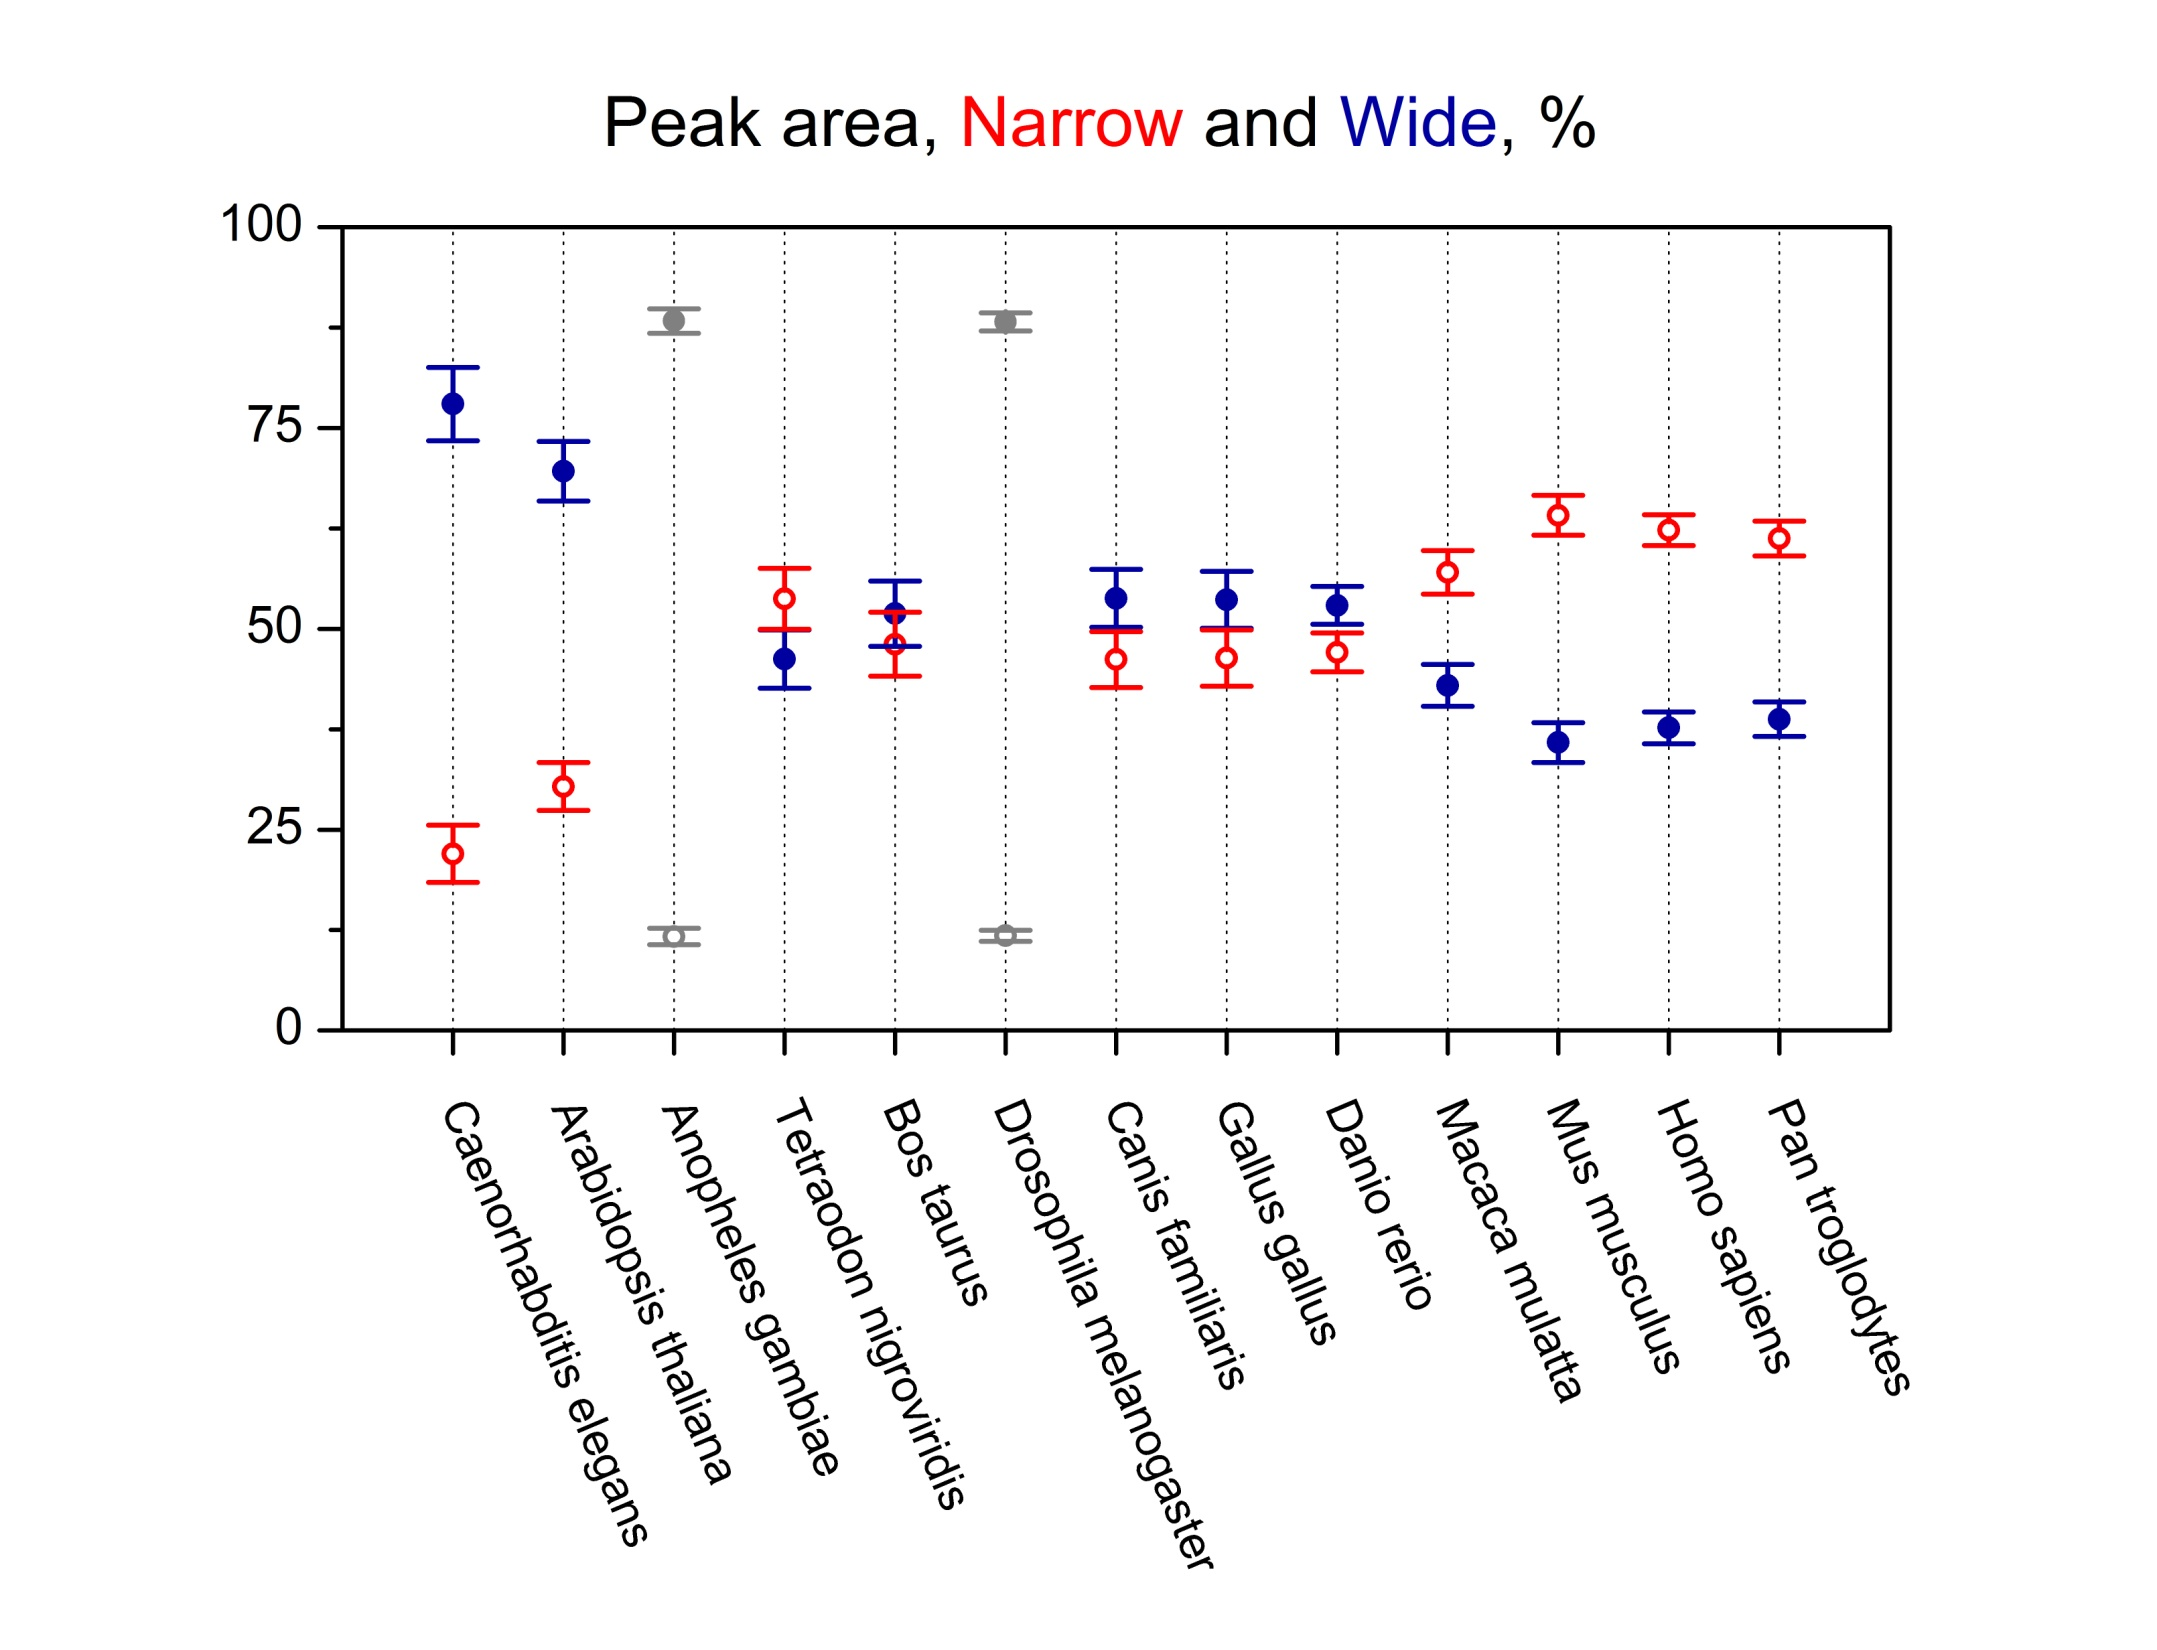 Peak area, Narrow and Wide, %
100
75
50
25
0
Caenorhabditis elegans
Arabidopsis thaliana
Anopheles gambiae
Tetraodon nigroviridis
Bos taurus
Drosophila melanogaster
Canis familiaris
Gallus gallus
Danio rerio
Macaca mulatta
Mus musculus
Homo sapiens
Pan troglodytes